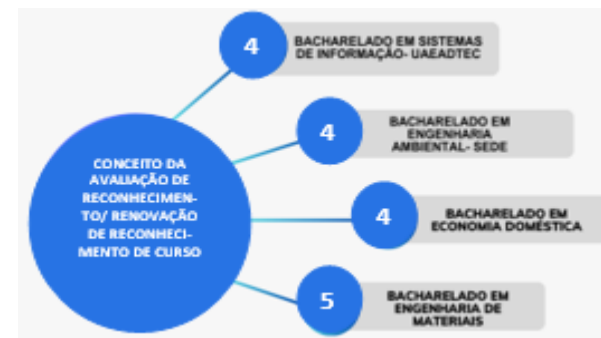 4
BACHARELADO EM SISTEMAS
DE INFORMAÇÃO- UAEADTEC
4
BACHARELADO EM
ENGENHARIA
AMBIENTAL- SEDE
CONCEITO DA
AVALIAÇÃO DE
RECONHECIMEN-
TO/ RENOVAÇÃO
DE RECONHECI-
MENTO DE CURSO
4
BACHARELADO EM
ECONOMIA DOMÉSTICA
5
BACHARELADO EM
ENGENHARIA DE
MATERIAIS